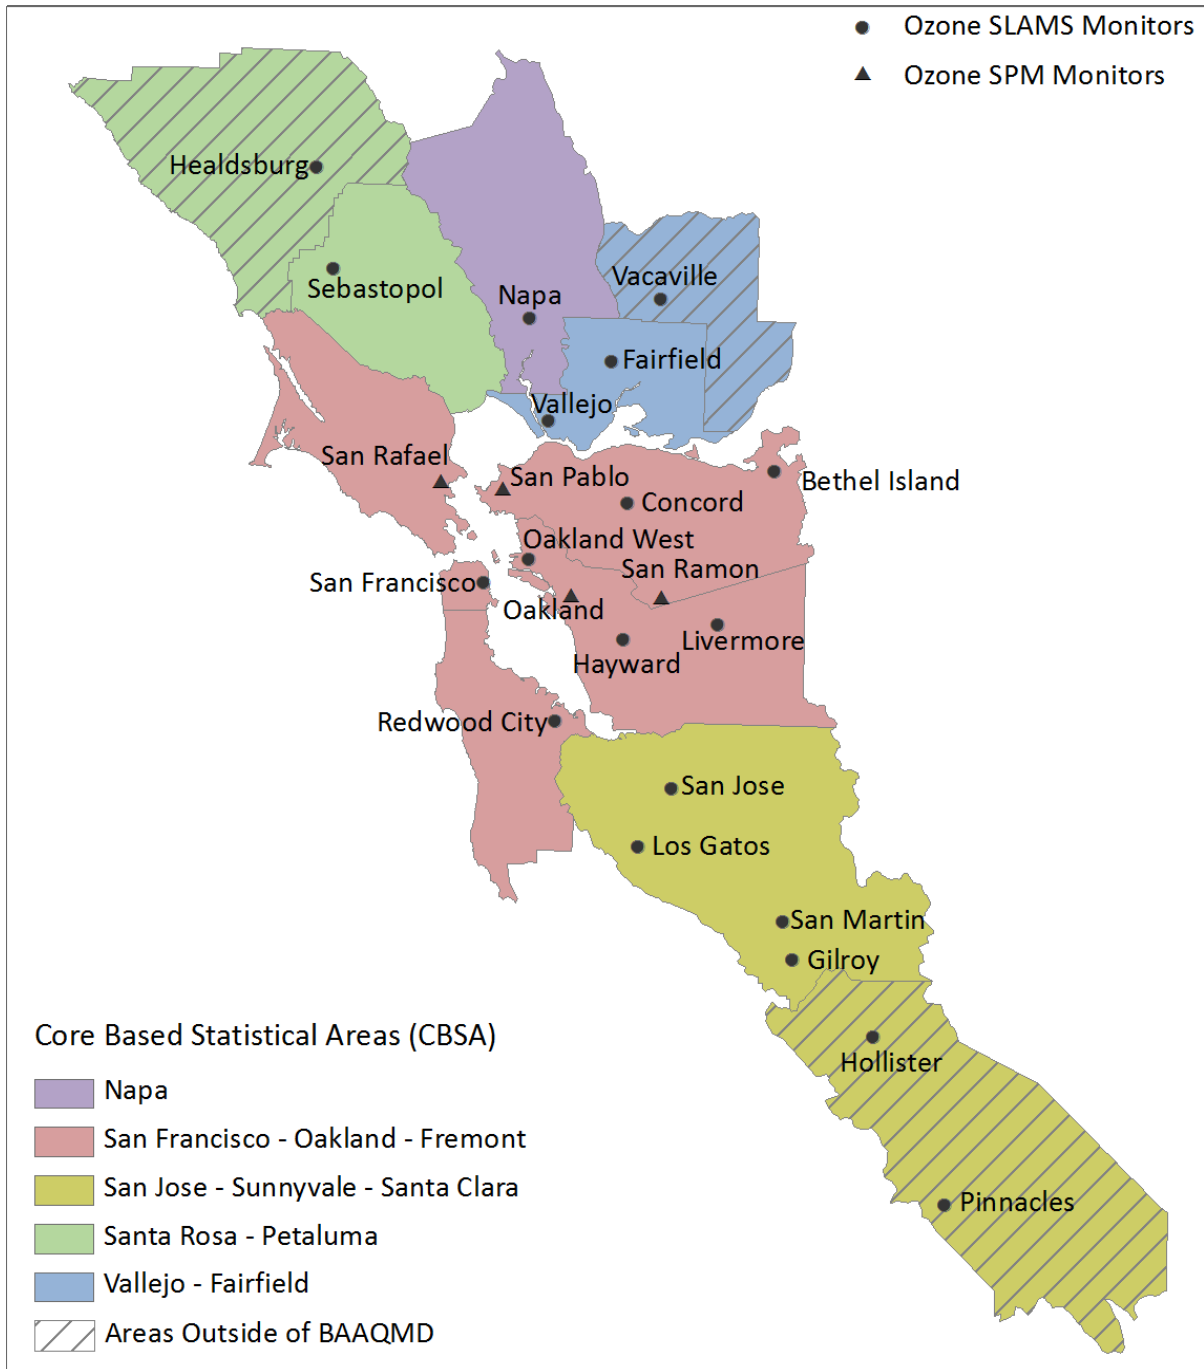 Ozone SLAMS Monitors
Ozone SPM Monitors
Healdsburg
Sebastopol
Napa
Vacaville
Fairfield
Vallejo
San Rafael
San Pablo
Bethel Island
Concord
Oakland West
San Ramon
San Francisco
Oakland
Livermore
Hayward
Redwood City
San Jose
Los Gatos
San Martin
Gilroy
Core Based Statistical Areas (CBSA)
Hollister
Napa
San Francisco - Oakland - Fremont
San Jose - Sunnyvale - Santa Clara
Pinnacles
Santa Rosa - Petaluma
Vallejo - Fairfield
Areas Outside of BAAQMD